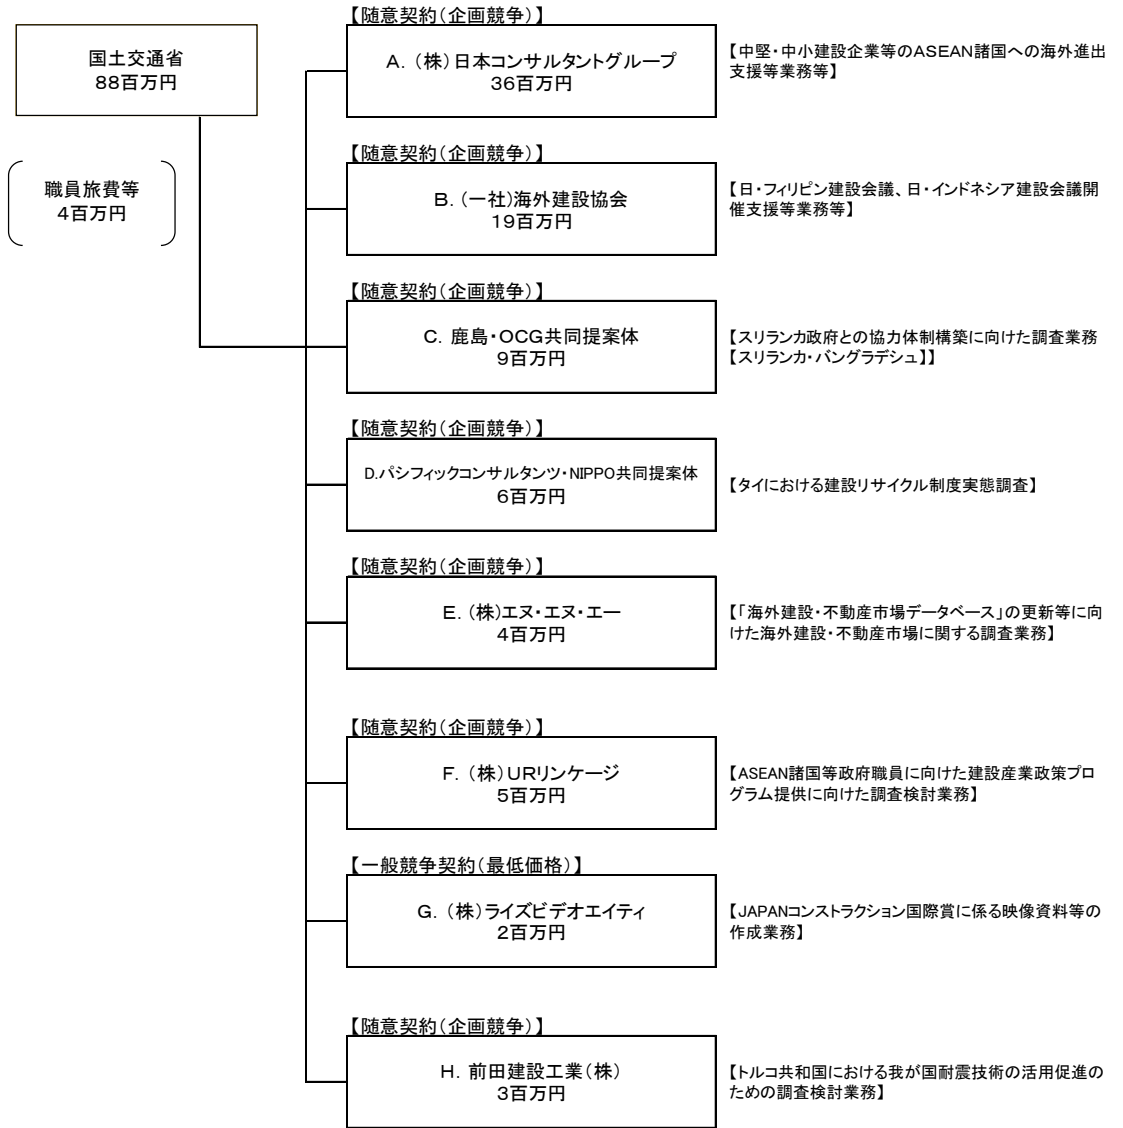 国土交通省
88百万円
職員旅費等
4百万円
【随意契約(企画競争)】
A. (株)日本コンサルタントグループ
36百万円
【中堅・中小建設企業等のASEAN諸国への海外進出
支援等業務等】
【随意契約(企画競争)】
B. (一社)海外建設協会
19百万円
【日・フィリピン建設会議、日・インドネシア建設会議開
催支援等業務等】
【随意契約(企画競争)】
C. 鹿島・OCG共同提案体
9百万円
【スリランカ政府との協力体制構築に向けた調査業務
【スリランカ・バングラデシュ】】
【随意契約(企画競争)】
D.パシフィックコンサルタンツ・NIPPO共同提案体
6百万円
【タイにおける建設リサイクル制度実態調査】
【随意契約(企画競争)】
E. (株)エヌ・エヌ・エー
4百万円
【「海外建設・不動産市場データベース」の更新等に向
けた海外建設・不動産市場に関する調査業務】
【随意契約(企画競争)】
F. (株)URリンケージ
5百万円
【ASEAN諸国等政府職員に向けた建設産業政策プロ
グラム提供に向けた調査検討業務】
【一般競争契約(最低価格)】
G. (株)ライズビデオエイティ
2百万円
【JAPANコンストラクション国際賞に係る映像資料等の
作成業務】
【随意契約(企画競争)】
H. 前田建設工業(株)
3百万円
【トルコ共和国における我が国耐震技術の活用促進の
ための調査検討業務】